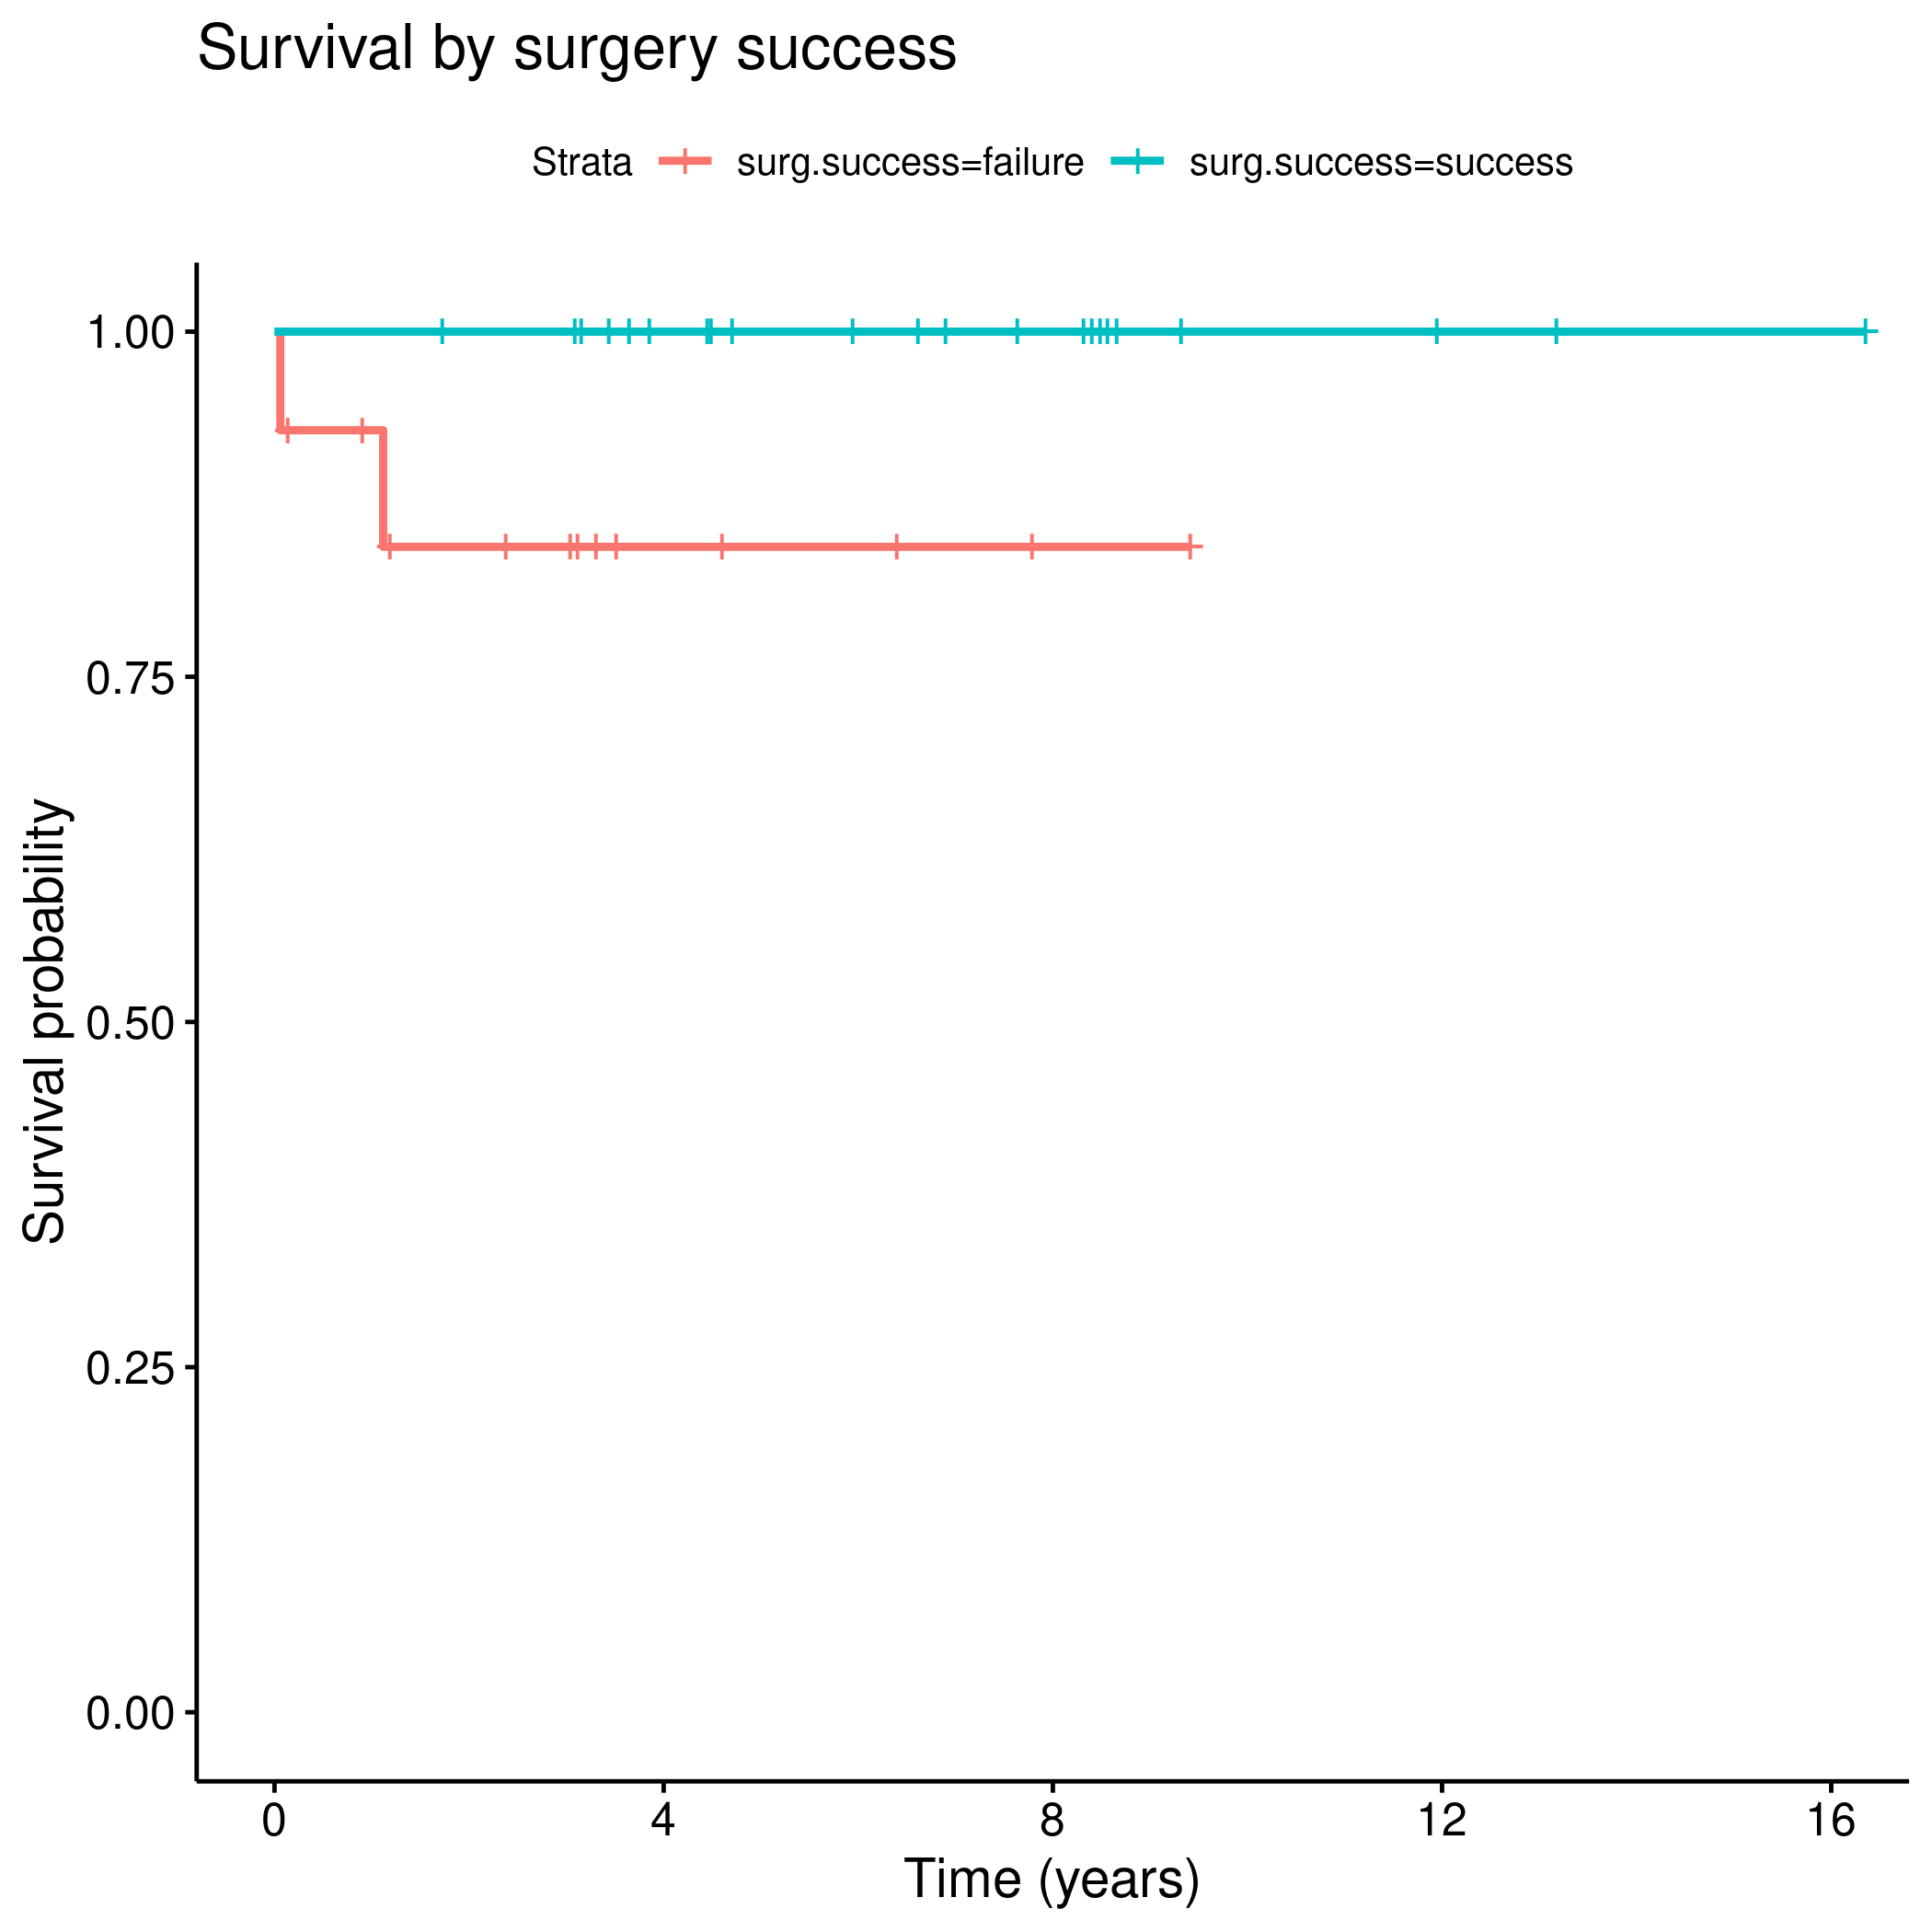 Survival by surgery success
Strata surg.success=failure surg.success=success
1.00
0.75
0.50
0.25
0.00
Survival probability
0 4 8 12 16
Time (years)